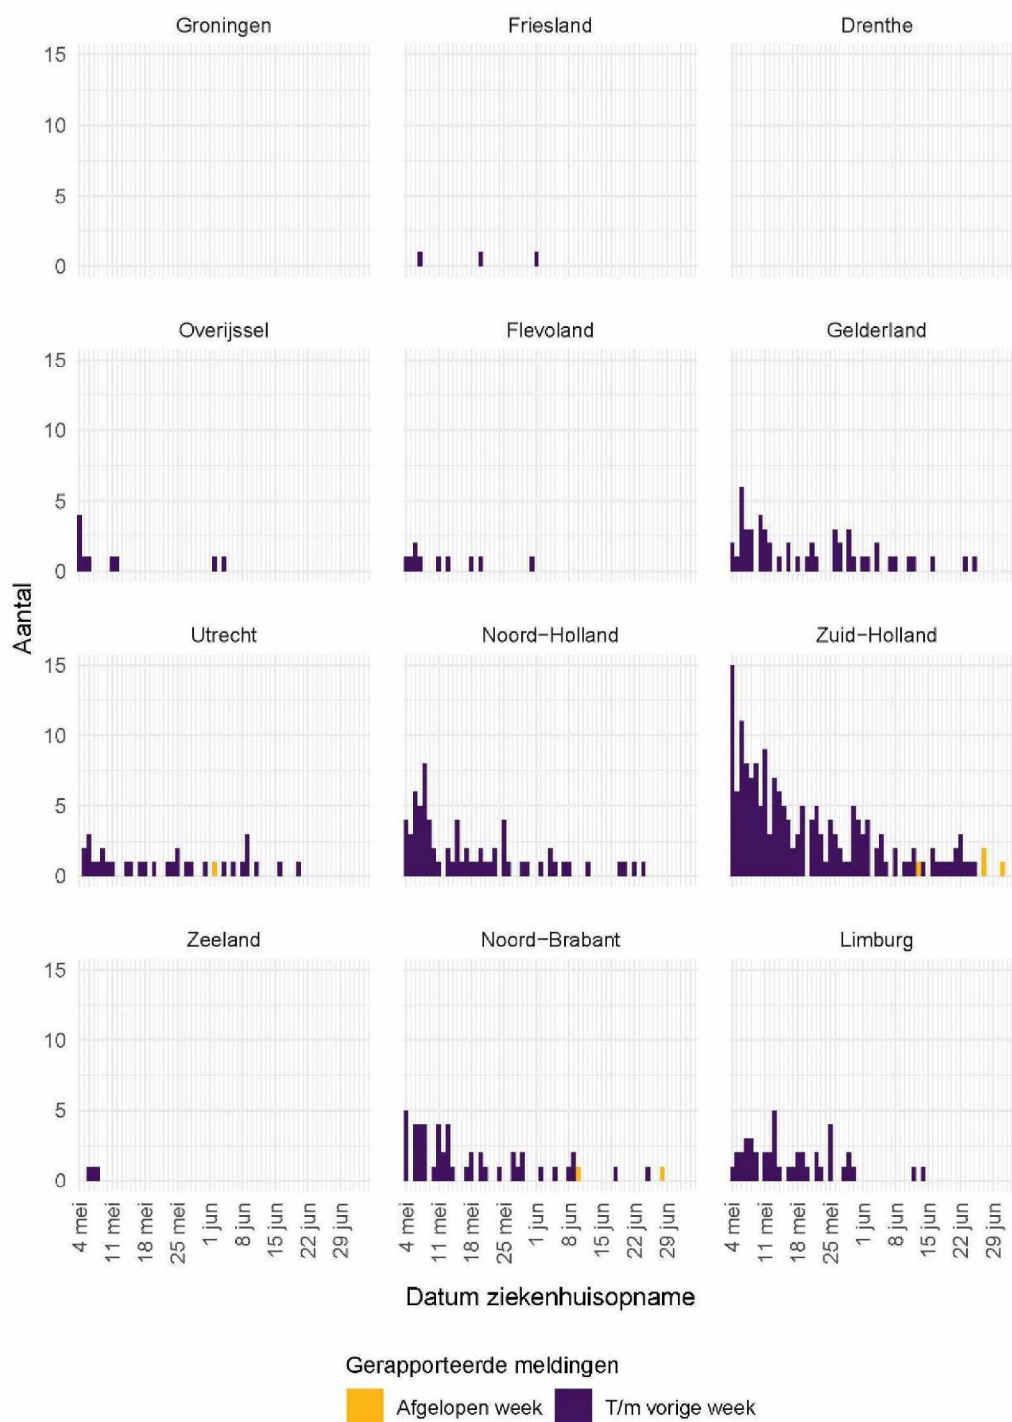 Groningen Friesland Drenthe
15
10
5
0
Overijssel Flevoland Gelderland
15
10
5
0
Aantal
Utrecht Noord-Holland Zuid-Holland
15
10
5
0
Zeeland Noord-Brabant Limburg
15
10
5
0
4 mei 11 mei 18 mei 25 mei 1 jun 8 jun 15 jun 22 jun 29 jun 4 mei 11 mei 18 mei 25 mei 1 jun 8 jun 15 jun 22 jun 29 jun 4 mei 11 mei 18 mei 25 mei 1 jun 8 jun 15 jun 22 jun 29 jun
Datum ziekenhuisopname
Gerapporteerde meldingen
Afgelopen week T/m vorige week